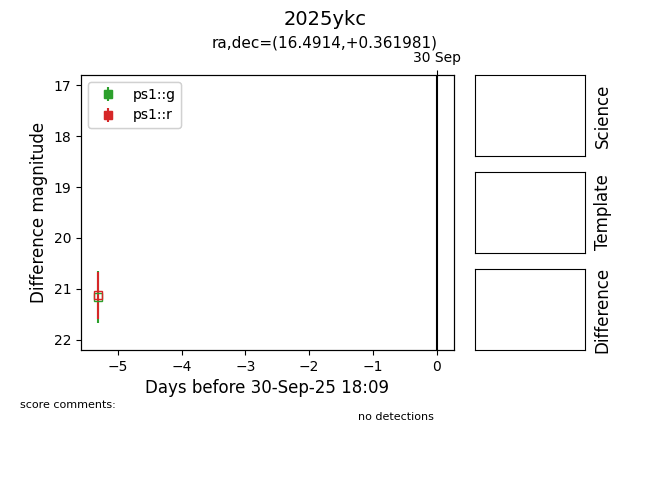 2025ykc
ra,dec=(16.4914,+0.361981)
30 Sep
ps1::g
ps1::r
17
18
19
20
21
22
Difference magnitude
−5
−4
−3
−2
−1
0
Days before 30-Sep-25 18:09
Science
Template
Difference
score comments:
no detections